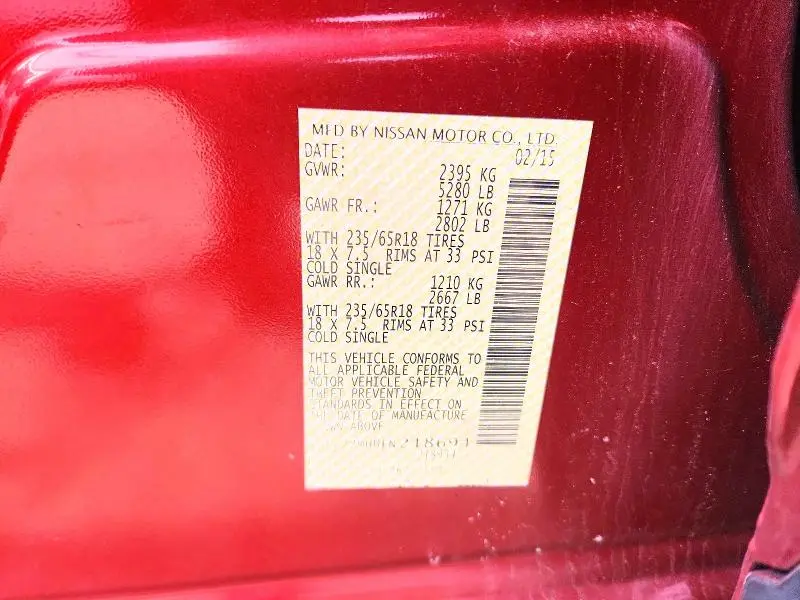 MFD BY NISSAN MOTOR CO., LTD.
DATE: 02/15
GVWR: 2395 KG
5280 LB
GAWR FR.: 1271 KG
2802 LB
WITH 235/65R18 TIRES
18 X 7.5 RIMS AT 33 PSI
COLD SINGLE
GAWR RR.: 1210 KG
2667 LB
WITH 235/65R18 TIRES
18 X 7.5 RIMS AT 33 PSI
COLD SINGLE
THIS VEHICLE CONFORMS TO
ALL APPLICABLE FEDERAL
MOTOR VEHICLE SAFETY AND
THEFT PREVENTION
STANDARDS IN EFFECT ON
THE DATE OF MANUFACTURE
ABOVE